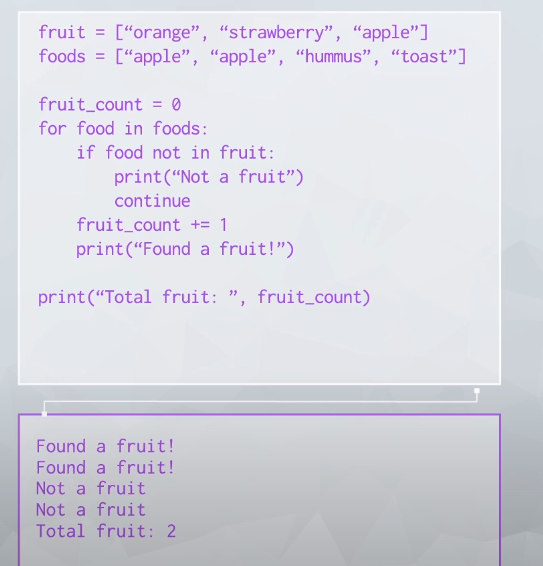 fruit = [“orange”, “strawberry”, “apple”]
foods = [“apple”, “apple”, “hummus”, “toast”]

fruit_count = 0
for food in foods:
    if food not in fruit:
        print(“Not a fruit”)
        continue
    fruit_count += 1
    print(“Found a fruit!”)

print(“Total fruit: ”, fruit_count)

Found a fruit!
Found a fruit!
Not a fruit
Not a fruit
Total fruit: 2